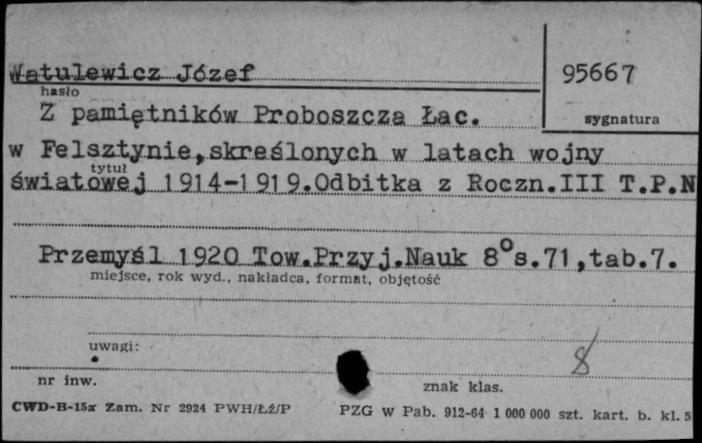 Watulewicz Józef
95667
hasło
Z pamiętników Proboszcza Łac.
sygnatura
w Felsztynie,skreślonych w latach wojny
tytuł
światowej 1914-1919.Odbitka z Roczn.III T.P.N
Przemyśl 1920 Tow.Przyj.Nauk 8°s.71,tab.7.
miejsce, rok wyd., nakładca, format, objętość
uwagi:
8
nr inw.
znak klas.
CWD-B-15a Zam. Nr 2924 PWH/Łź/P PZG W Pab. 912-64 1 000 000 szt. kart. b. kl. 5